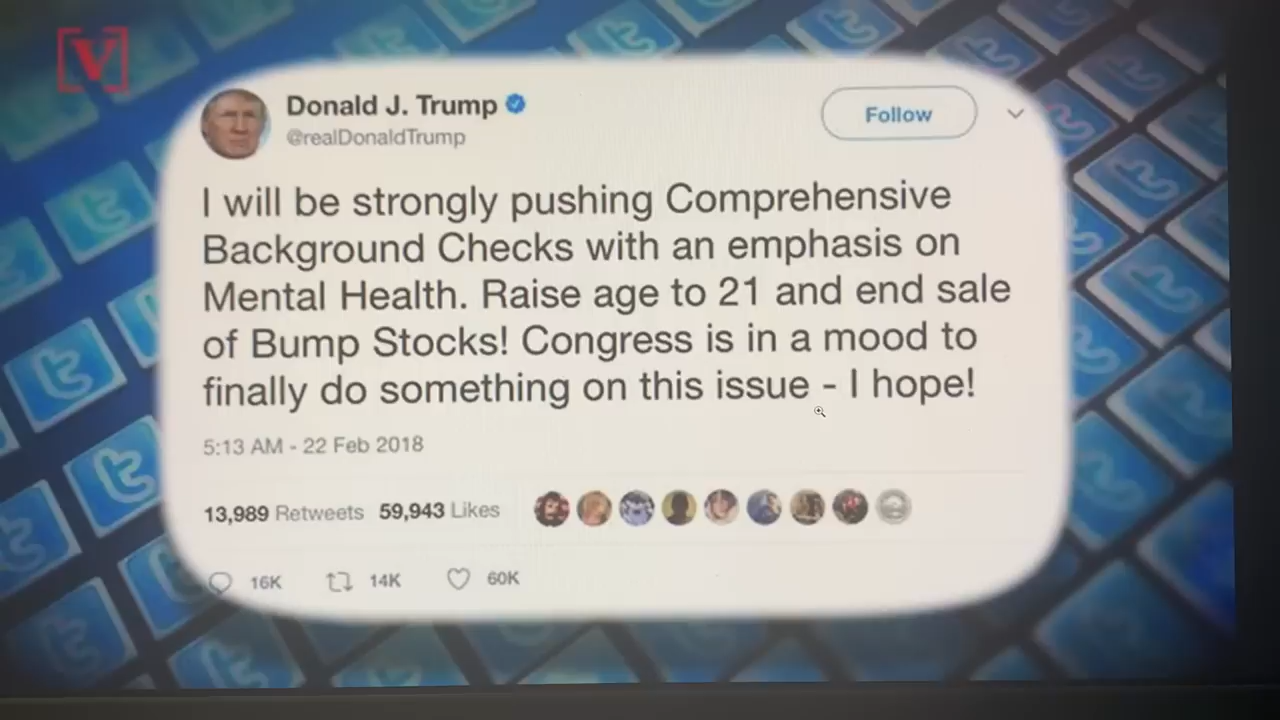 V
Donald J. Trump
@realDonaldTrump
Follow
I will be strongly pushing Comprehensive
Background Checks with an emphasis on
Mental Health. Raise age to 21 and end sale
of Bump Stocks! Congress is in a mood to
finally do something on this issue - I hope!
5:13 AM - 22 Feb 2018
13,989 Retweets 59,943 Likes
16K 14K 60K